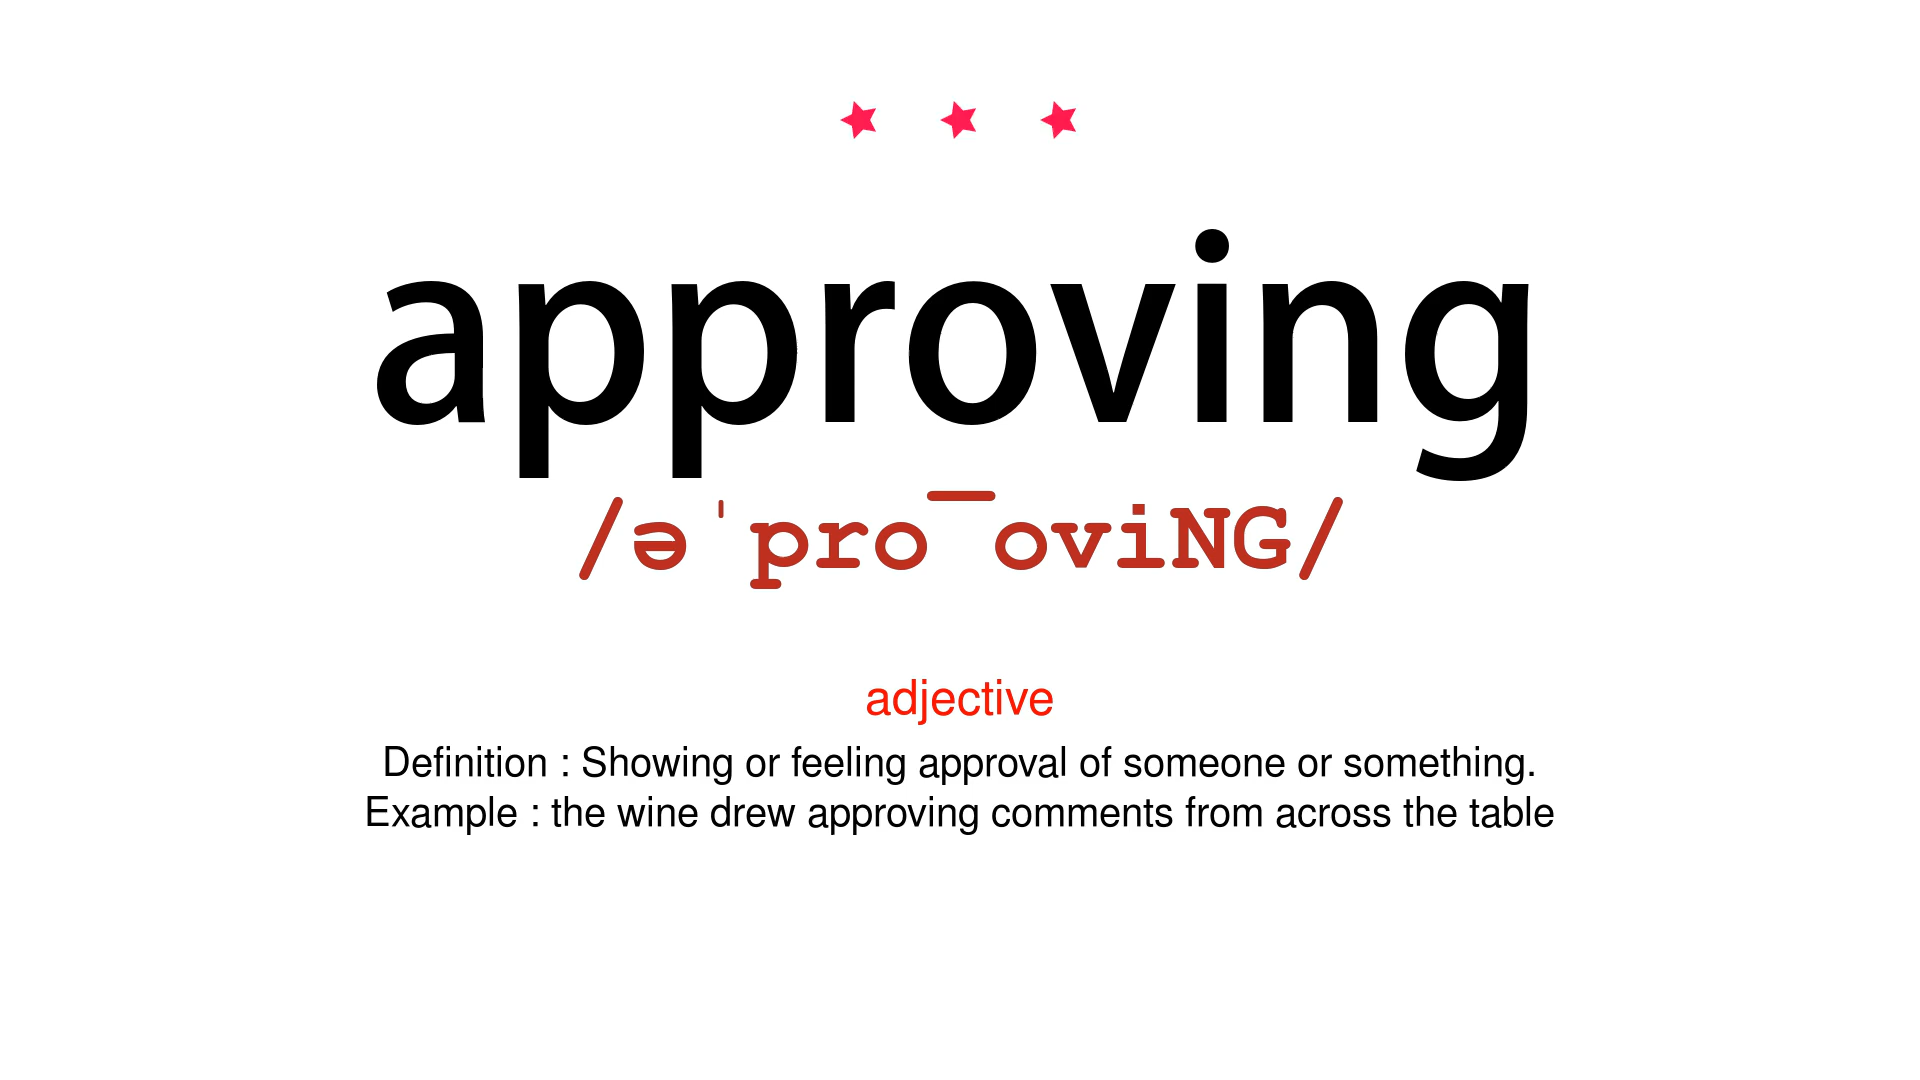 approving
/əˈpro͞oviNG/
adjective
Definition : Showing or feeling approval of someone or something.
Example : the wine drew approving comments from across the table